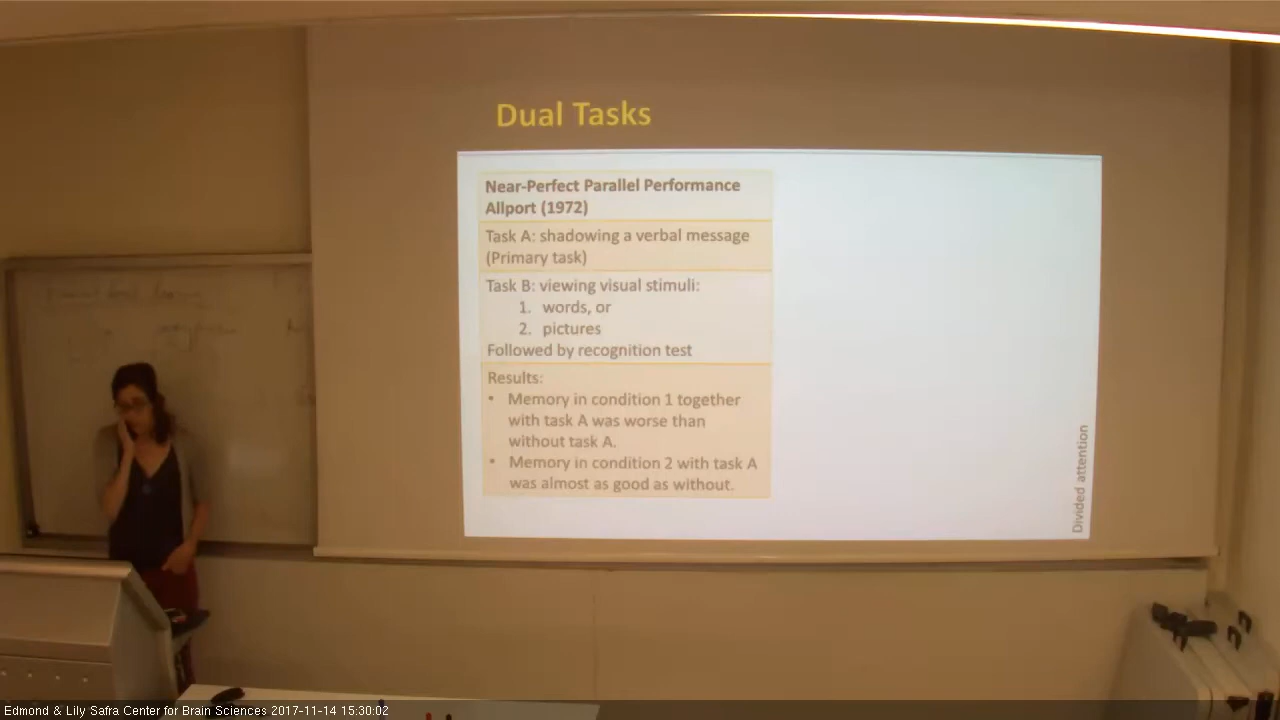 Dual Tasks
Near-Perfect Parallel Performance
Allport (1972)
Task A: shadowing a verbal message
(Primary task)
Task B: viewing visual stimuli:
1. words, or
2. pictures
Followed by recognition test
Results:
• Memory in condition 1 together
with task A was worse than
without task A.
• Memory in condition 2 with task A
was almost as good as without.
Divided attention
Edmond & Lily Safra Center for Brain Sciences 2017-11-14 15:30:02